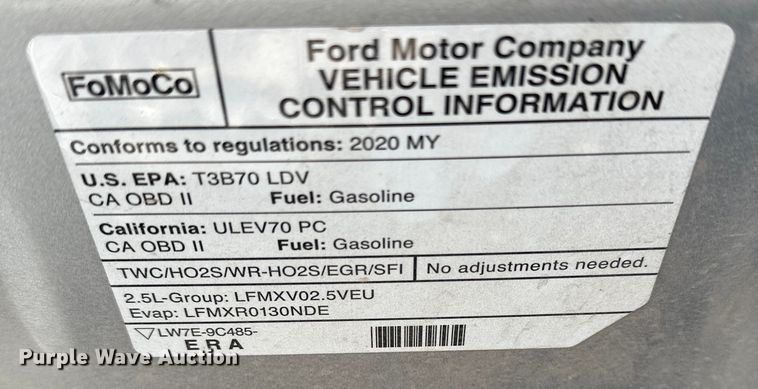 FoMoCo
Ford Motor Company
VEHICLE EMISSION
CONTROL INFORMATION
Conforms to regulations: 2020 MY
U.S. EPA: T3B70 LDV
CA OBD II Fuel: Gasoline
California: ULEV70 PC
CA OBD II Fuel: Gasoline
TWC/HO2S/WR-HO2S/EGR/SFI No adjustments needed.
2.5L-Group: LFMXV02.5VEU
Evap: LFMXR0130NDE
LW7E-9C485-
ERA
Purple Wave Auction